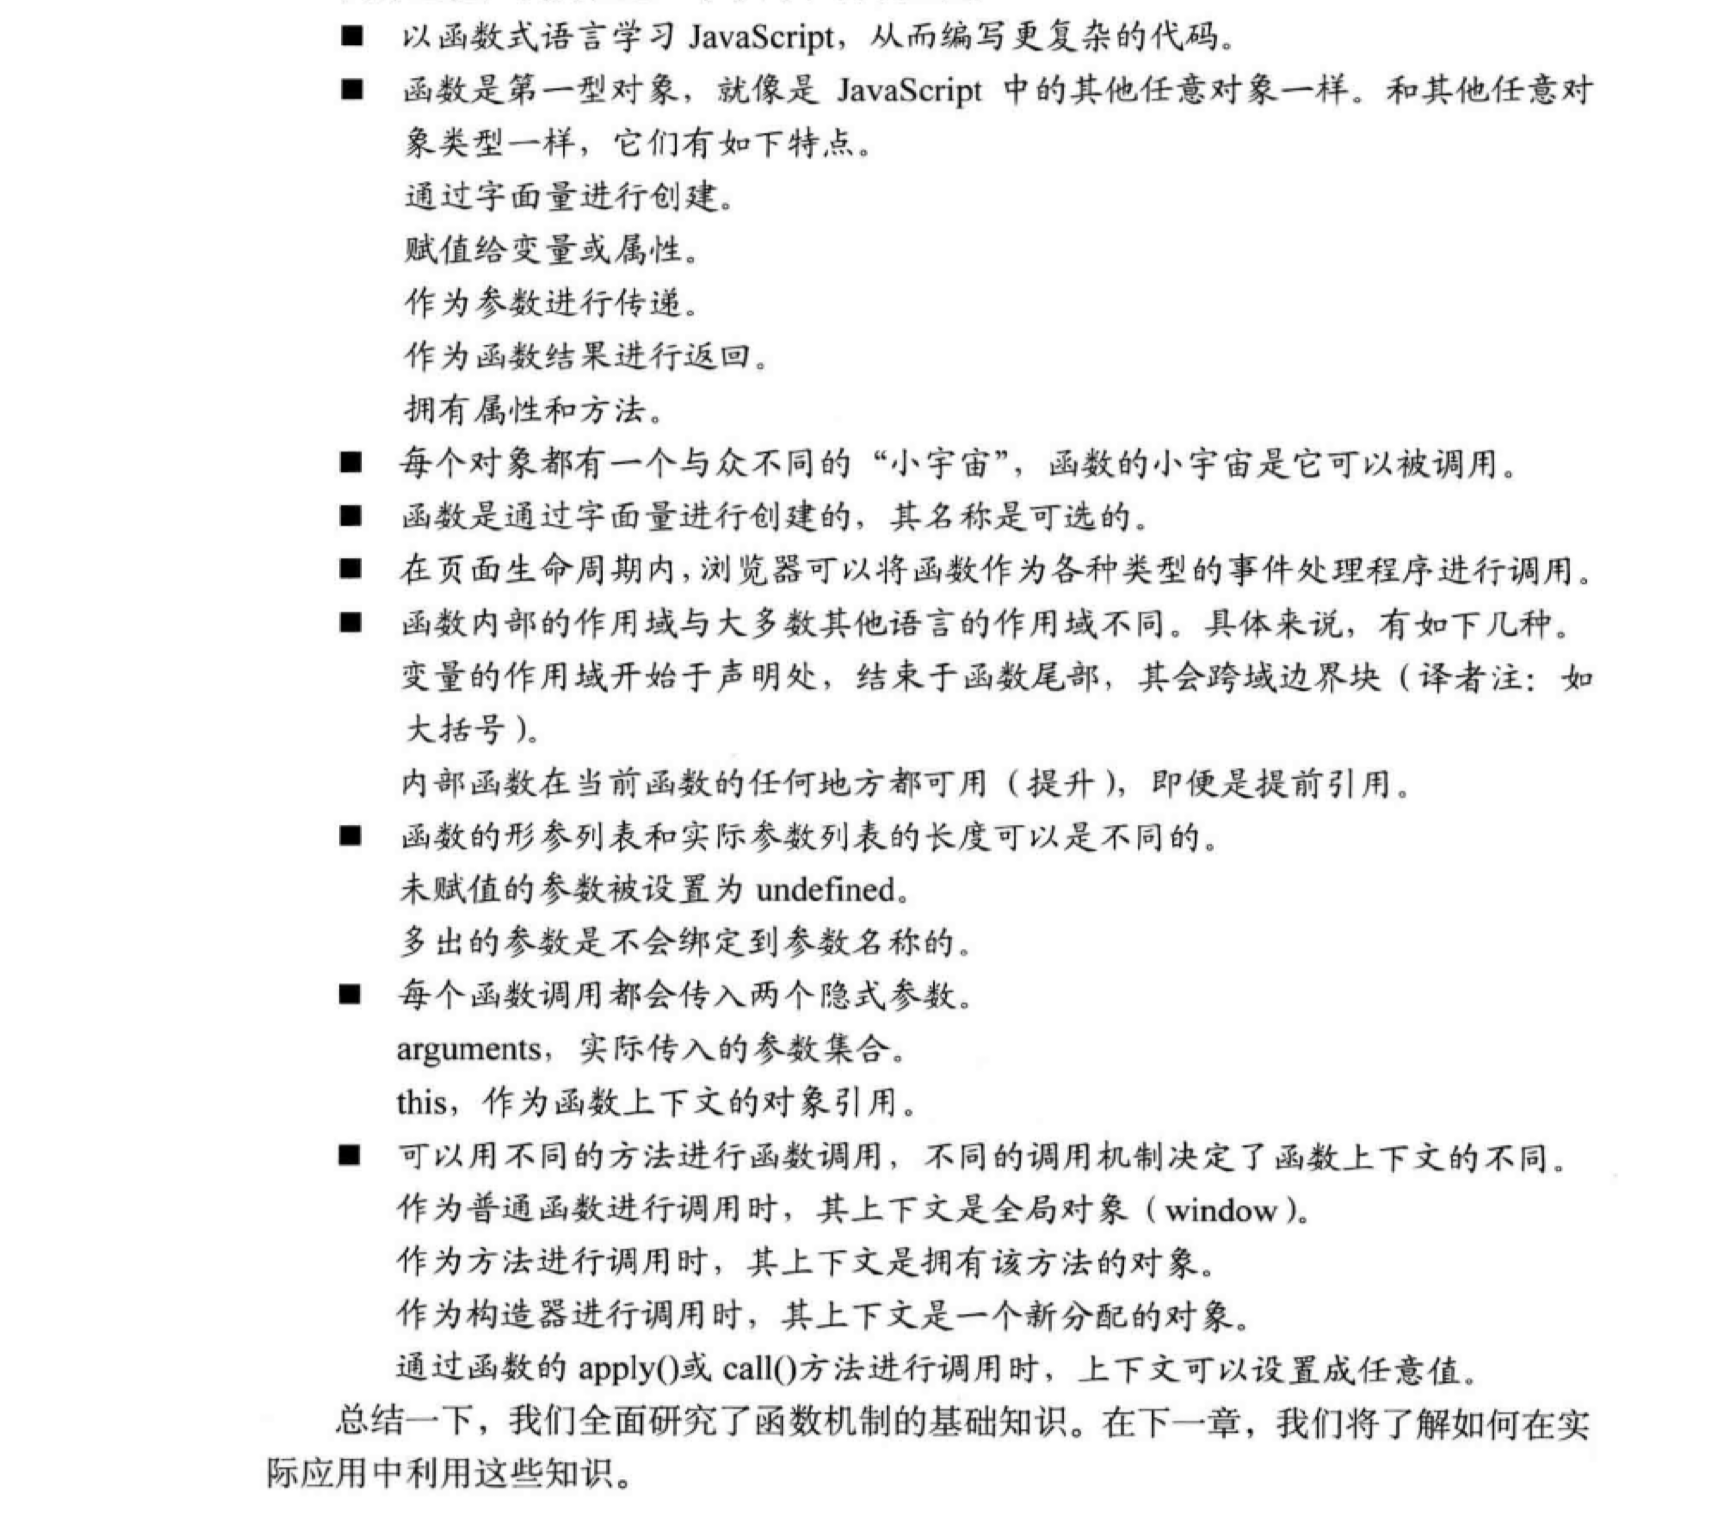 ■ 以函数式语言学习 JavaScript，从而编写更复杂的代码。
■ 函数是第一型对象，就像是 JavaScript 中的其他任意对象一样。和其他任意对
象类型一样，它们有如下特点。
通过字面量进行创建。
赋值给变量或属性。
作为参数进行传递。
作为函数结果进行返回。
拥有属性和方法。
■ 每个对象都有一个与众不同的“小宇宙”，函数的小宇宙是它可以被调用。
■ 函数是通过字面量进行创建的，其名称是可选的。
■ 在页面生命周期内，浏览器可以将函数作为各种类型的事件处理程序进行调用。
■ 函数内部的作用域与大多数其他语言的作用域不同。具体来说，有如下几种。
变量的作用域开始于声明处，结束于函数尾部，其会跨域边界块（译者注：如
大括号）。
内部函数在当前函数的任何地方都可用（提升），即便是提前引用。
■ 函数的形参列表和实际参数列表的长度可以是不同的。
未赋值的参数被设置为 undefined。
多出的参数是不会绑定到参数名称的。
■ 每个函数调用都会传入两个隐式参数。
arguments，实际传入的参数集合。
this，作为函数上下文的对象引用。
■ 可以用不同的方法进行函数调用，不同的调用机制决定了函数上下文的不同。
作为普通函数进行调用时，其上下文是全局对象（window）。
作为方法进行调用时，其上下文是拥有该方法的对象。
作为构造器进行调用时，其上下文是一个新分配的对象。
通过函数的 apply()或 call()方法进行调用时，上下文可以设置成任意值。
总结一下，我们全面研究了函数机制的基础知识。在下一章，我们将了解如何在实
际应用中利用这些知识。